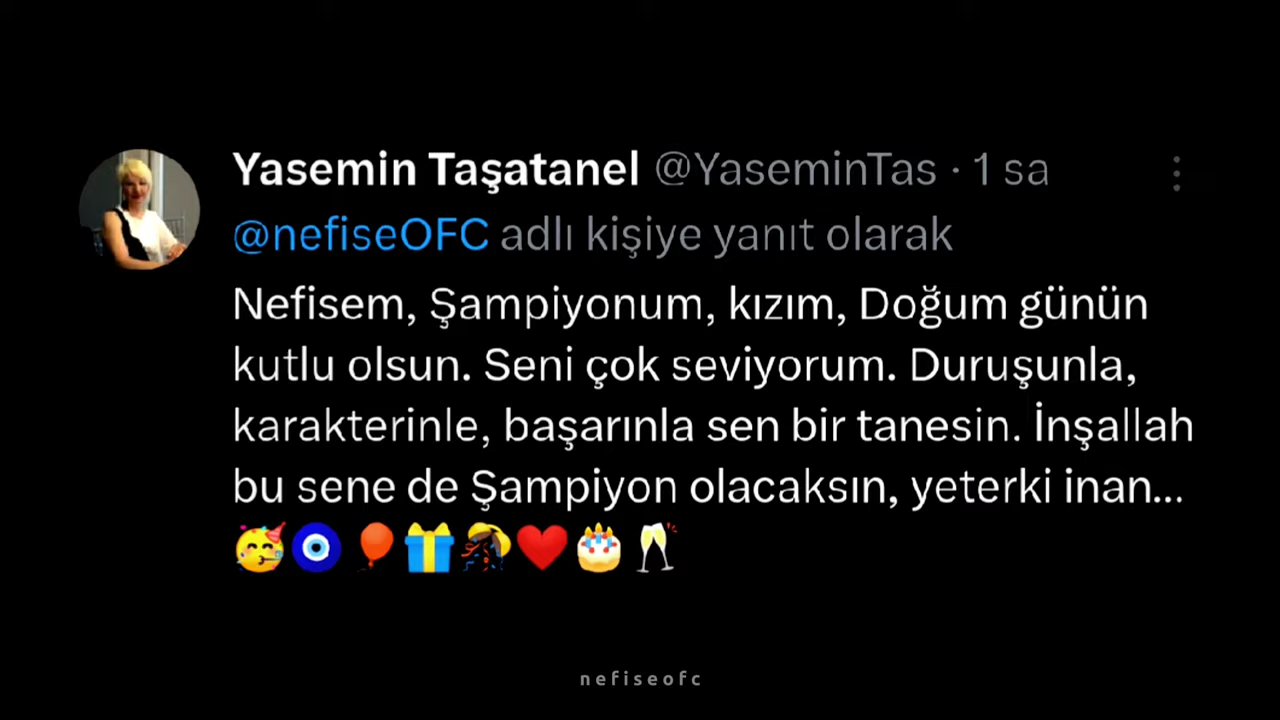 Yasemin Taşatanel @YaseminTas · 1 sa
@nefiseOFC adlı kişiye yanıt olarak
Nefisem, Şampiyonum, kızım, Doğum günün
kutlu olsun. Seni çok seviyorum. Duruşunla,
karakterinle, başarınla sen bir tanesin. İnşallah
bu sene de Şampiyon olacaksın, yeterki inan...
🥳🧿🎈🎁🎊❤️🎂🥂
nefiseofc